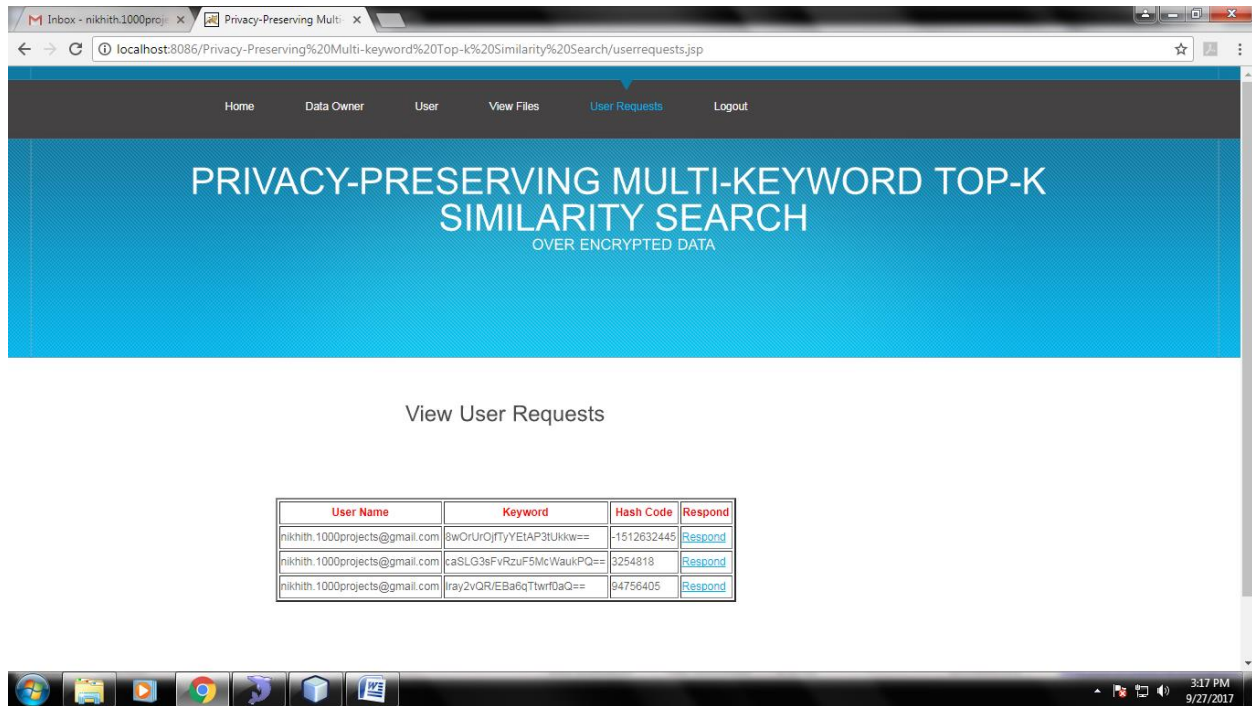 Inbox - nikhith.1000proje
Privacy-Preserving Multi-
localhost:8086/Privacy-Preserving%20Multi-keyword%20Top-k%20Similarity%20Search/userrequests.jsp
Home Data Owner User View Files User Requests Logout
PRIVACY-PRESERVING MULTI-KEYWORD TOP-K
SIMILARITY SEARCH
OVER ENCRYPTED DATA
View User Requests
User Name Keyword Hash Code Respond
nikhith.1000projects@gmail.com 8wOrUrOjfTyYEtAP3tUkkw== -1512632445 Respond
nikhith.1000projects@gmail.com caSLG3sFvRzuF5McWaukPQ== 3254818 Respond
nikhith.1000projects@gmail.com Iray2vQR/EBa6qTtwrf0aQ== 94756405 Respond
3:17 PM
9/27/2017